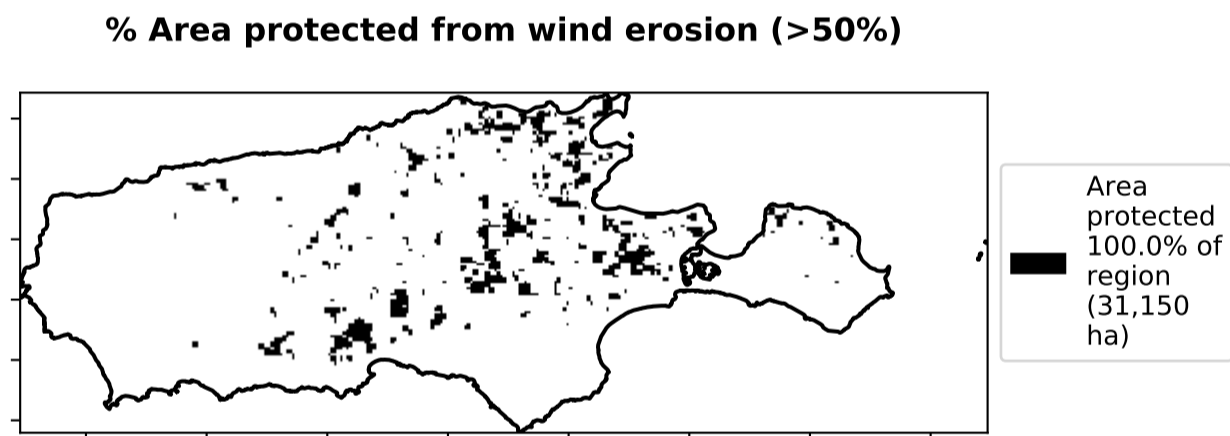 % Area protected from wind erosion (>50%)
Area
protected
100.0% of
region
(31,150
ha)